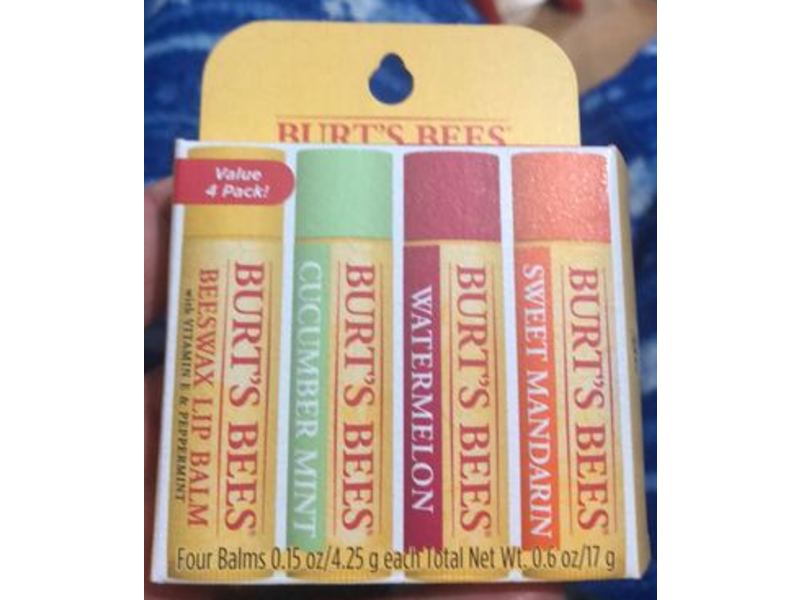 BURT'S BEES
Value
4 Pack!
BURT'S BEES®
BEESWAX LIP BALM
with VITAMIN E & PEPPERMINT
BURT'S BEES®
CUCUMBER MINT
BURT'S BEES®
WATERMELON
BURT'S BEES®
SWEET MANDARIN
Four Balms 0.15 oz/4.25 g each Total Net Wt. 0.6 oz/17 g